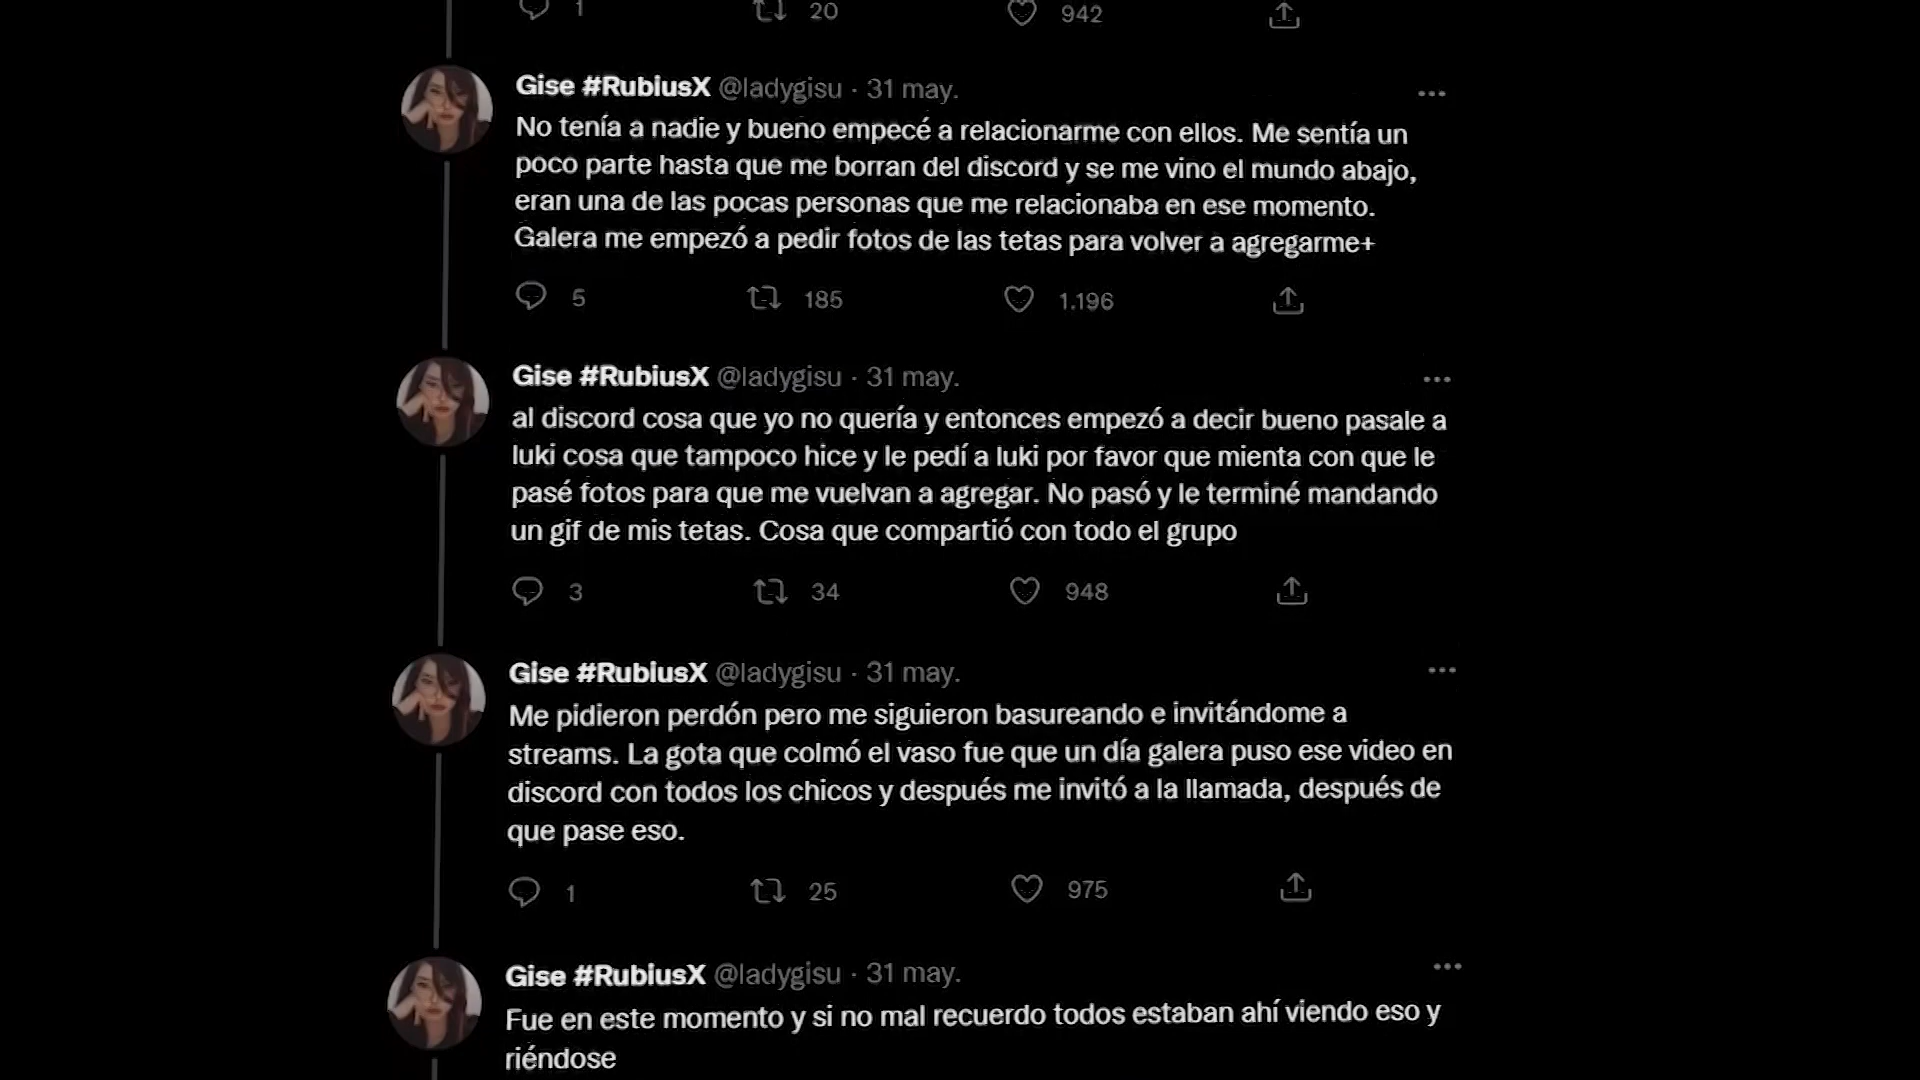 1 20 942
Gise #RubiusX @ladygisu · 31 may.
No tenía a nadie y bueno empecé a relacionarme con ellos. Me sentía un
poco parte hasta que me borran del discord y se me vino el mundo abajo,
eran una de las pocas personas que me relacionaba en ese momento.
Galera me empezó a pedir fotos de las tetas para volver a agregarme+
5 185 1.196
Gise #RubiusX @ladygisu · 31 may.
al discord cosa que yo no quería y entonces empezó a decir bueno pasale a
luki cosa que tampoco hice y le pedí a luki por favor que mienta con que le
pasé fotos para que me vuelvan a agregar. No pasó y le terminé mandando
un gif de mis tetas. Cosa que compartió con todo el grupo
3 34 948
Gise #RubiusX @ladygisu · 31 may.
Me pidieron perdón pero me siguieron basureando e invitándome a
streams. La gota que colmó el vaso fue que un día galera puso ese video en
discord con todos los chicos y después me invitó a la llamada, después de
que pase eso.
1 25 975
Gise #RubiusX @ladygisu · 31 may.
Fue en este momento y si no mal recuerdo todos estaban ahí viendo eso y
riéndose